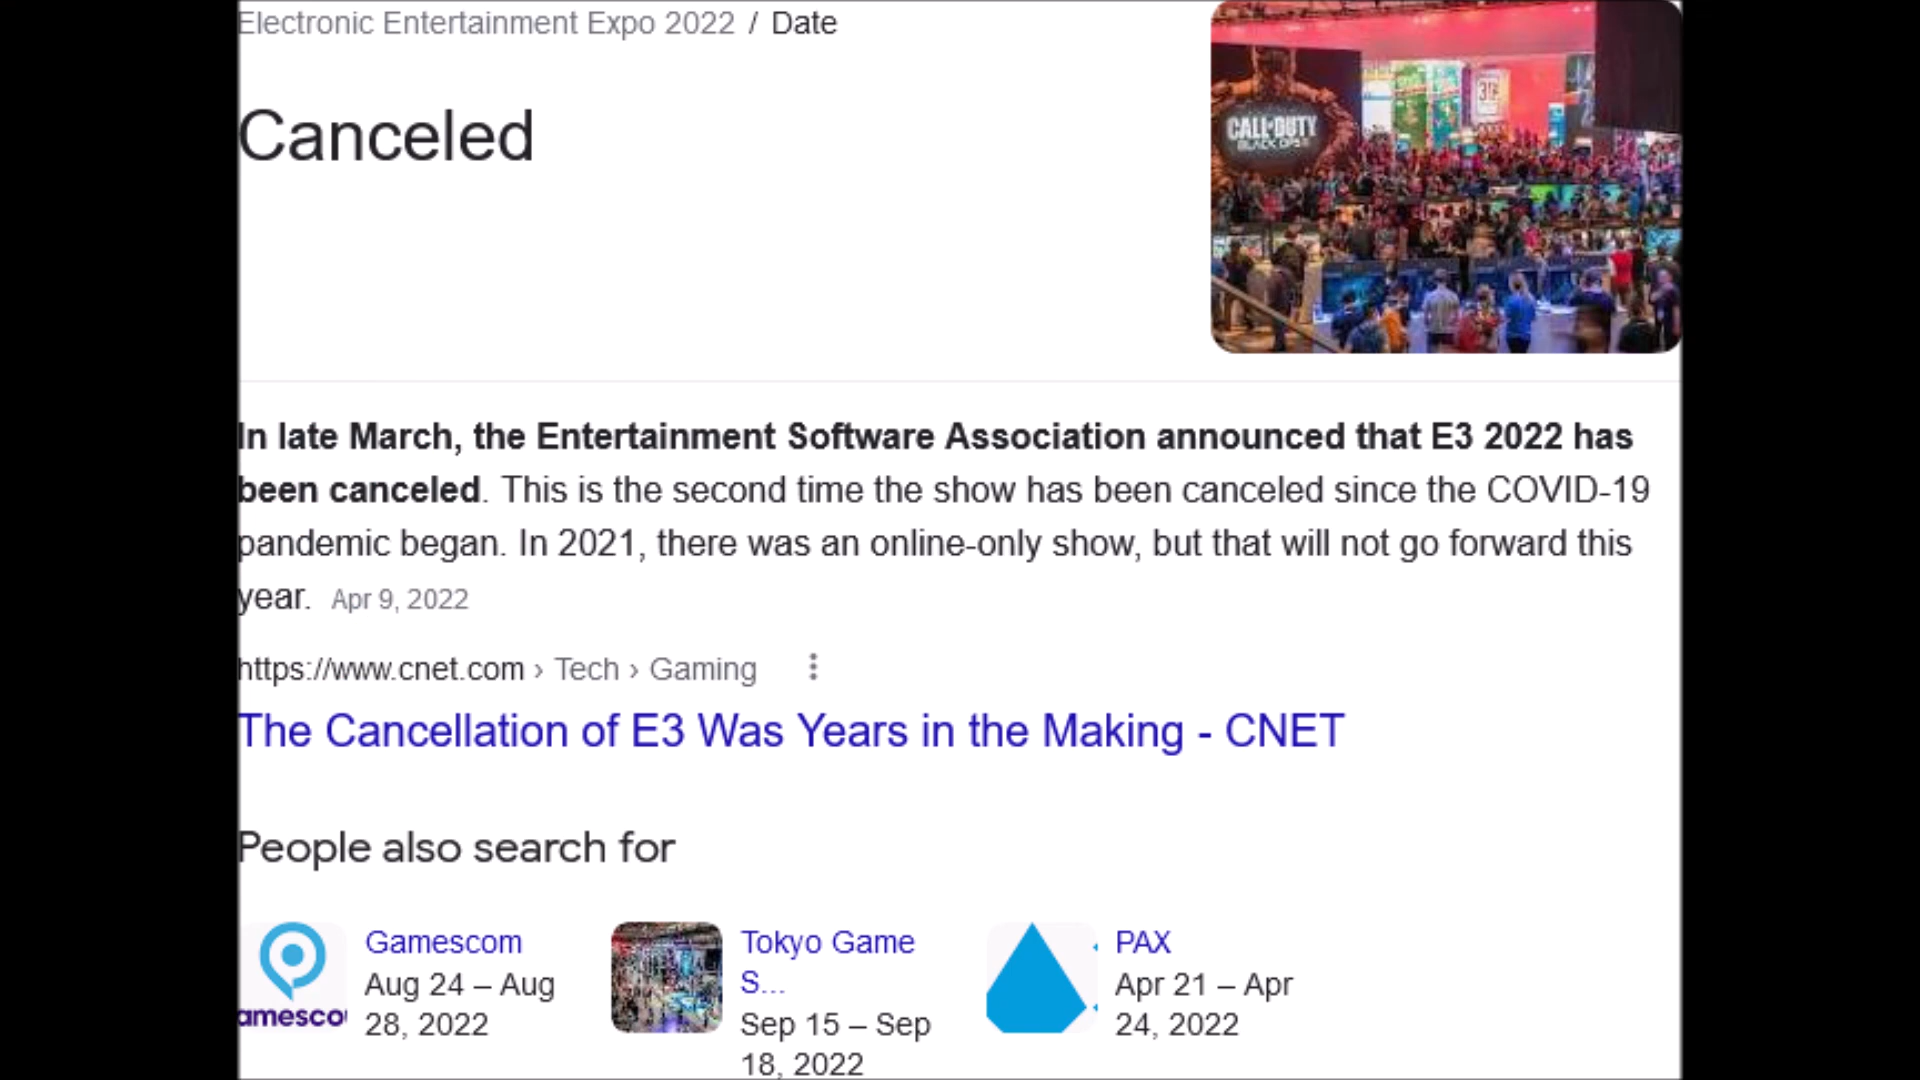 Electronic Entertainment Expo 2022 / Date
Canceled
CALL OF DUTY
BLACK OPS
In late March, the Entertainment Software Association announced that E3 2022 has
been canceled. This is the second time the show has been canceled since the COVID-19
pandemic began. In 2021, there was an online-only show, but that will not go forward this
year. Apr 9, 2022
https://www.cnet.com › Tech › Gaming
The Cancellation of E3 Was Years in the Making - CNET
People also search for
amesco
Gamescom
Aug 24 – Aug
28, 2022
Tokyo Game
S...
Sep 15 – Sep
18, 2022
PAX
Apr 21 – Apr
24, 2022